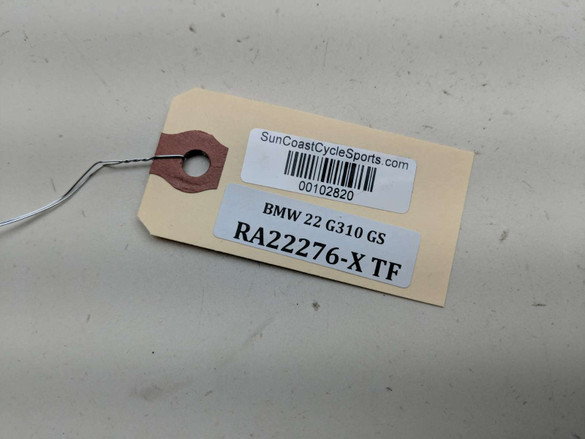 SunCoastCycleSports.com
00102820
BMW 22 G310 GS
RA22276-X TF